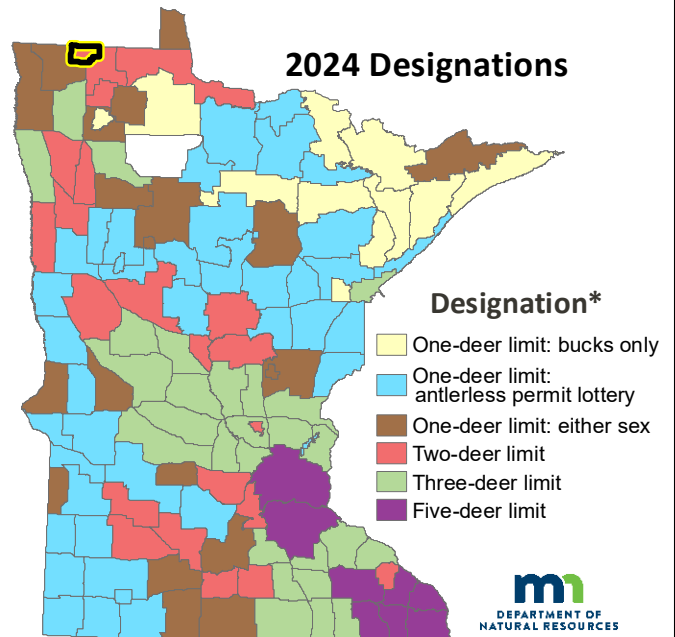 2024 Designations
Designation*
One-deer limit: bucks only
One-deer limit:
antlerless permit lottery
One-deer limit: either sex
Two-deer limit
Three-deer limit
Five-deer limit
mn
DEPARTMENT OF
NATURAL RESOURCES